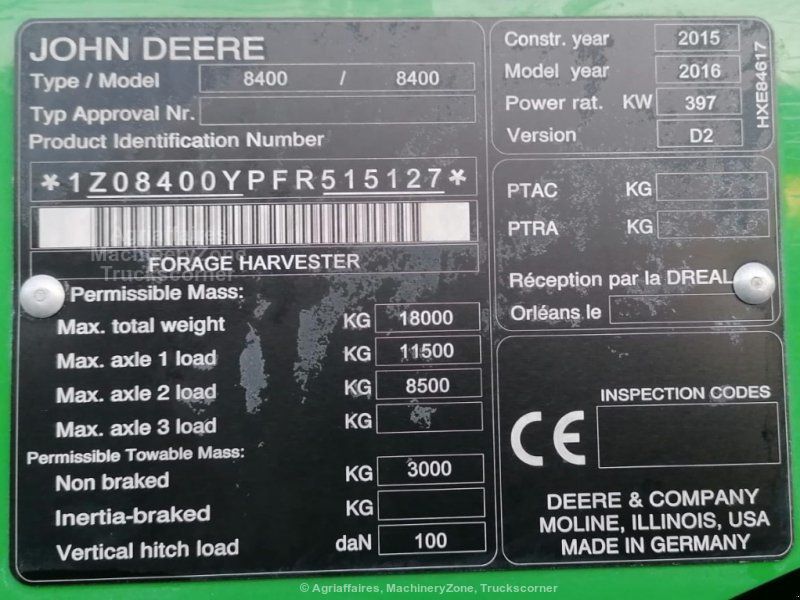 JOHN DEERE
Type / Model 8400 / 8400
Typ Approval Nr.
Product Identification Number
*1Z08400YPFR515127*
Agriaffaires
MachineryZone
Truckscorner
FORAGE HARVESTER
Permissible Mass:
Max. total weight KG 18000
Max. axle 1 load KG 11500
Max. axle 2 load KG 8500
Max. axle 3 load KG
Permissible Towable Mass:
Non braked KG 3000
Inertia-braked KG
Vertical hitch load daN 100
Constr. year 2015
Model year 2016
Power rat. KW 397
Version D2
HXE84617
PTAC KG
PTRA KG
Réception par la DREAL
Orléans le
INSPECTION CODES
CE
DEERE & COMPANY
MOLINE, ILLINOIS, USA
MADE IN GERMANY
© Agriaffaires, MachineryZone, Truckscorner